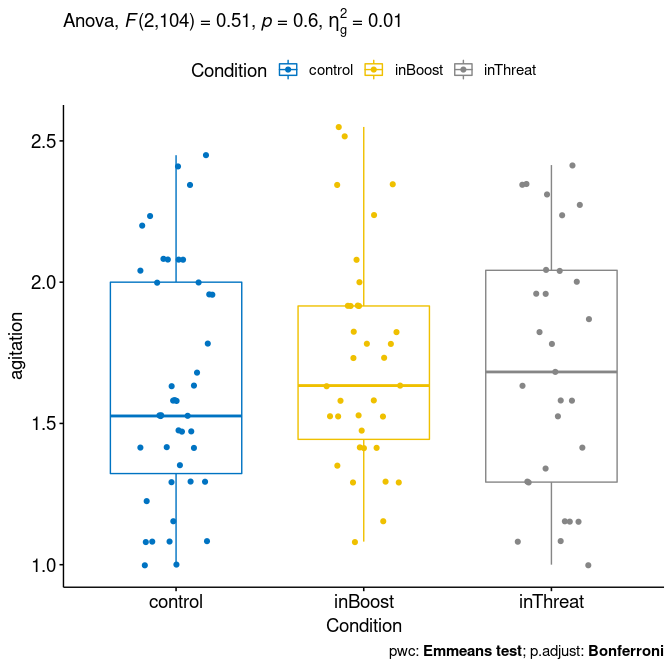 Anova, F(2,104) = 0.51, p = 0.6, η²g = 0.01
Condition control inBoost inThreat
2.5
2.0
1.5
1.0
agitation
control inBoost inThreat
Condition
pwc: Emmeans test; p.adjust: Bonferroni